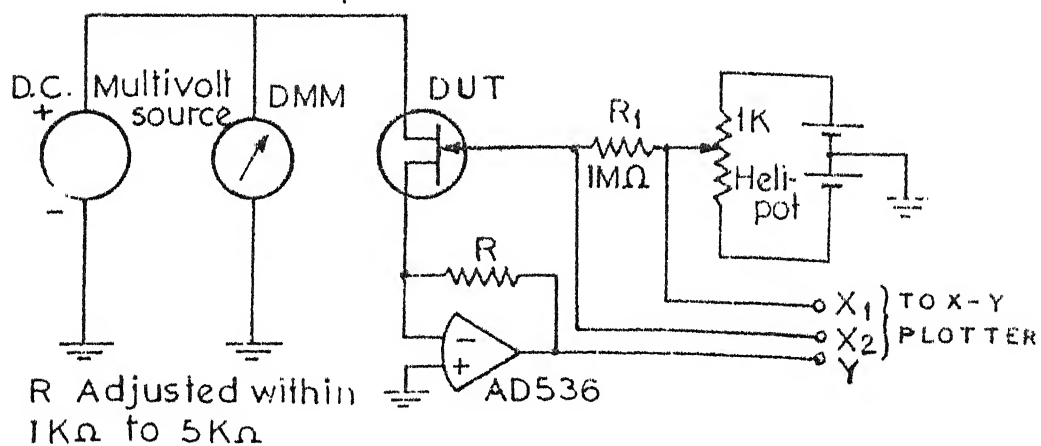 D.C. Multivolt source
+
-
DMM
DUT
R1
1MΩ
1K
Heli-
pot
R
-
+
AD536
X1
X2
Y
TO X-Y
PLOTTER
R Adjusted within
1KΩ to 5KΩ